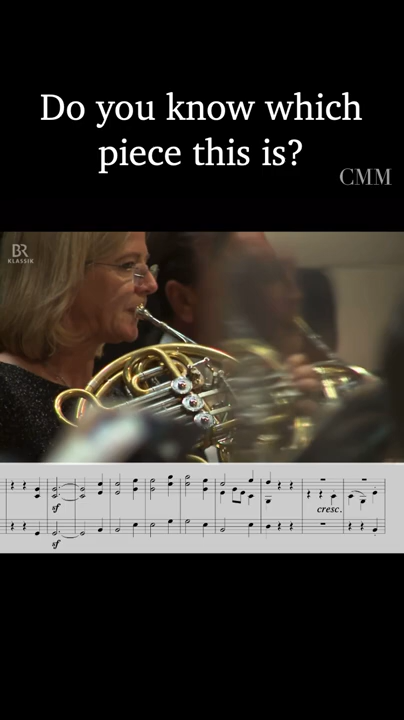 Do you know which
piece this is?
CMM
BR
KLASSIK
sf
cresc.
sf